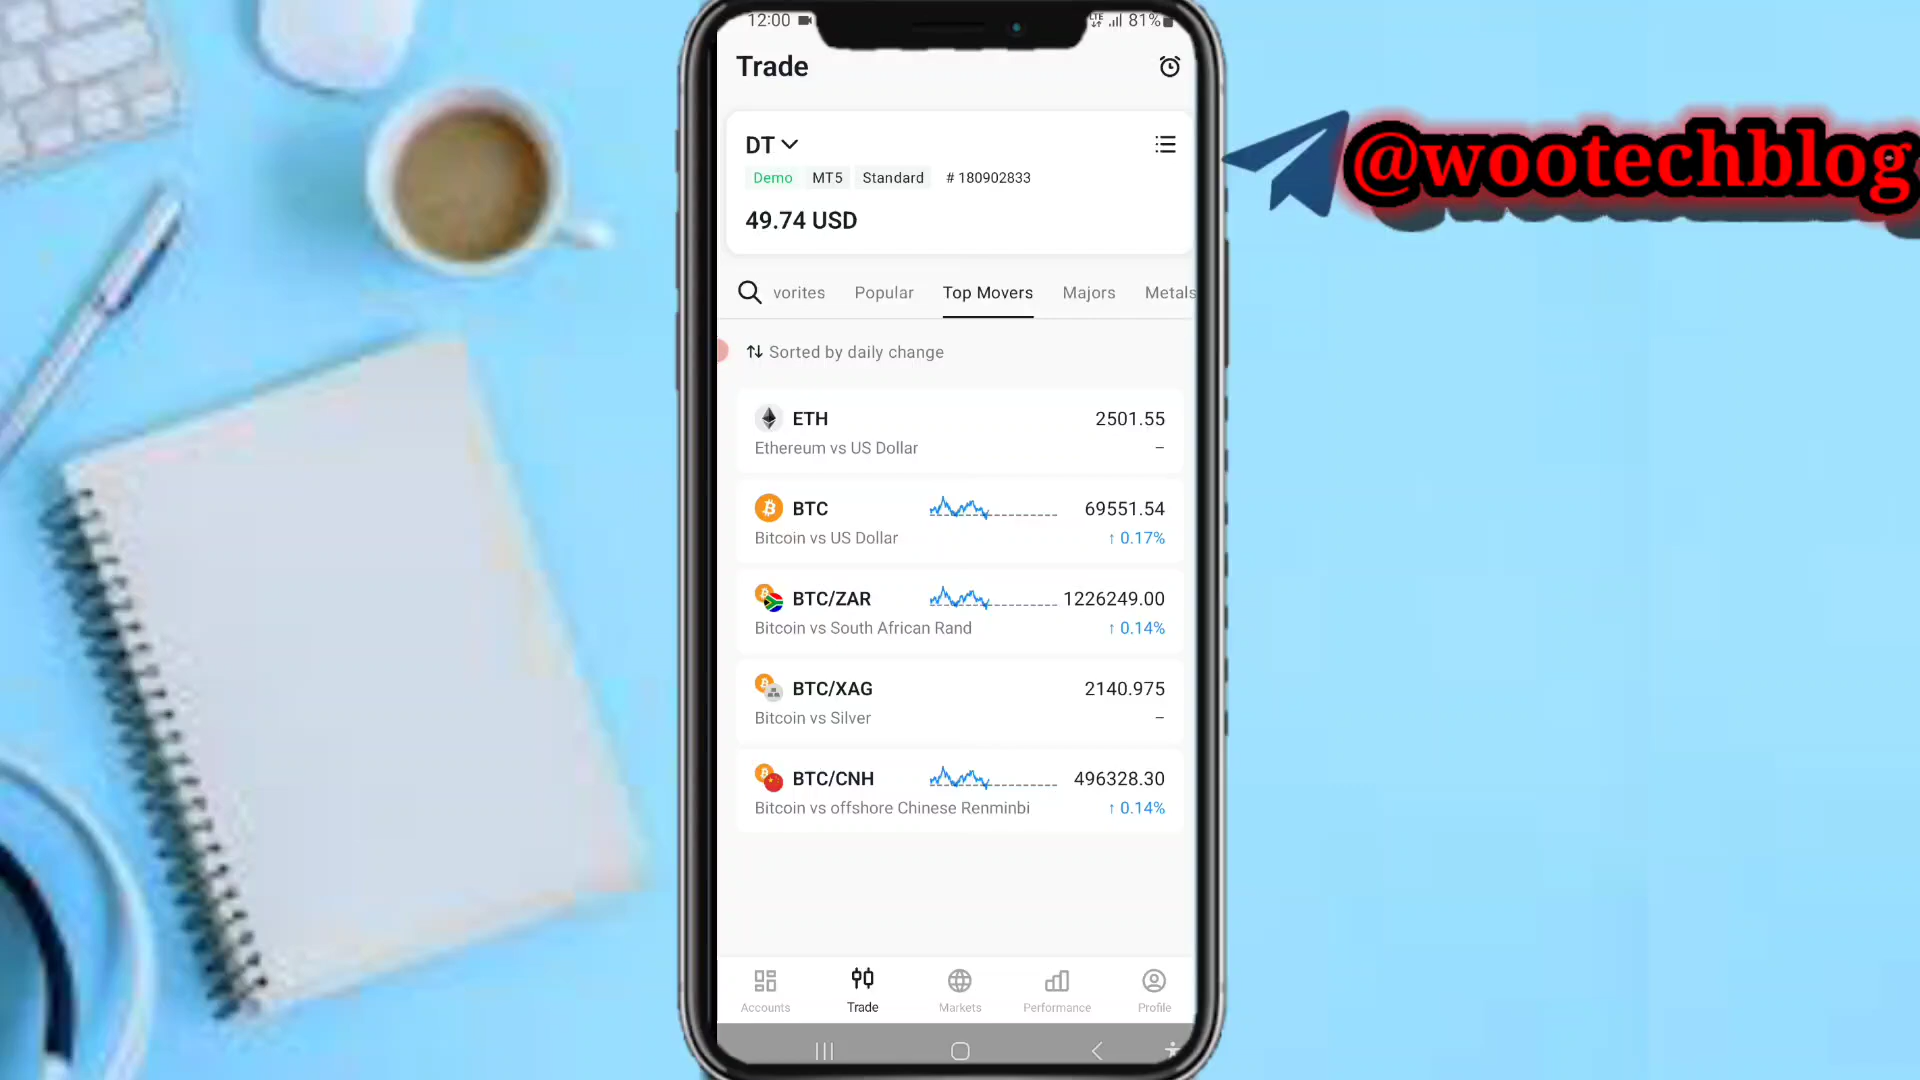 12:00 LTE 81%
Trade
DT
Demo MT5 Standard # 180902833
49.74 USD
vorites Popular Top Movers Majors Metals
Sorted by daily change
ETH 2501.55
Ethereum vs US Dollar –
BTC 69551.54
Bitcoin vs US Dollar ↑ 0.17%
BTC/ZAR 1226249.00
Bitcoin vs South African Rand ↑ 0.14%
BTC/XAG 2140.975
Bitcoin vs Silver –
BTC/CNH 496328.30
Bitcoin vs offshore Chinese Renminbi ↑ 0.14%
Accounts Trade Markets Performance Profile
@wootechblog